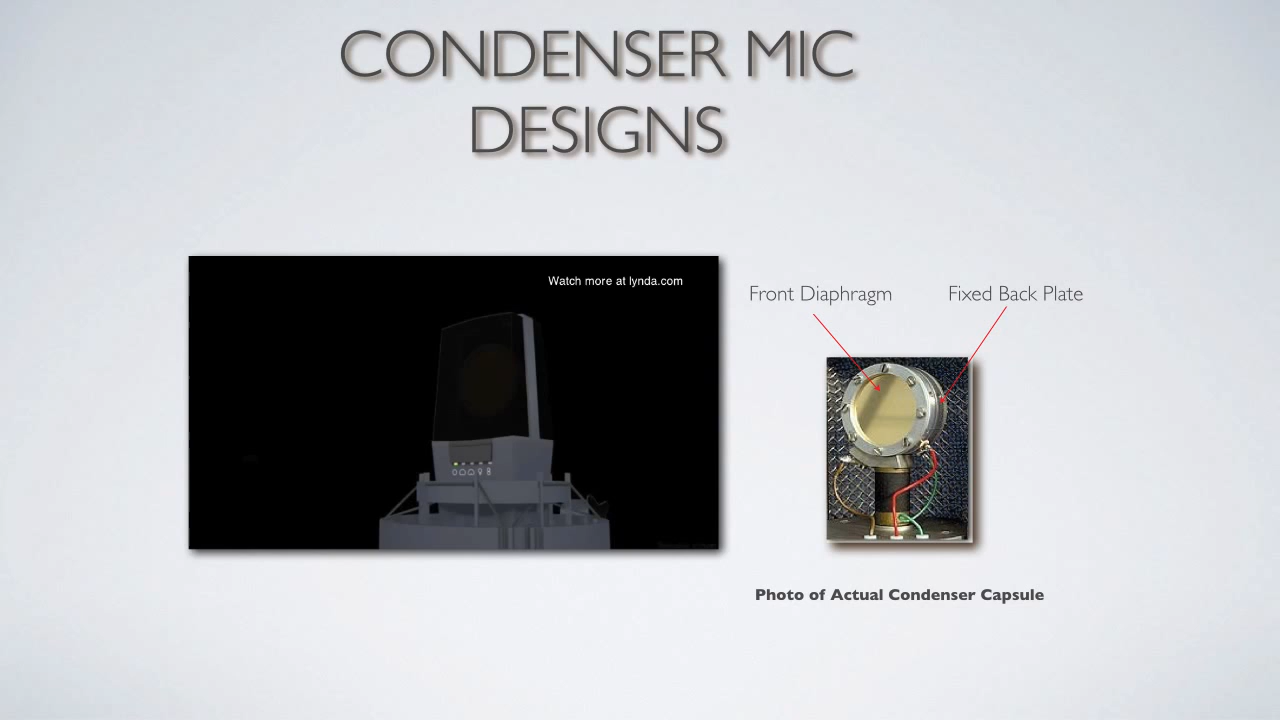 CONDENSER MIC
DESIGNS
Watch more at lynda.com
Front Diaphragm
Fixed Back Plate
Photo of Actual Condenser Capsule